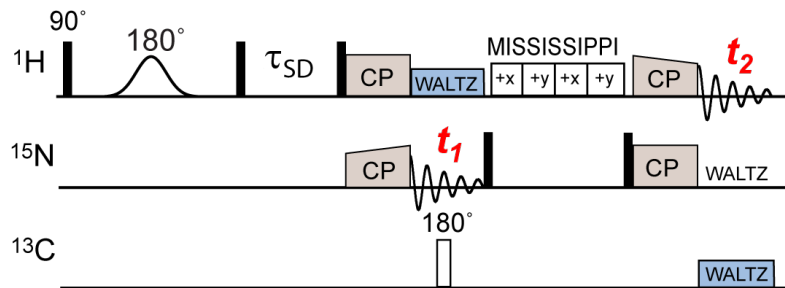 90° 180° τSD MISSISSIPPI t2
¹H CP WALTZ +x +y +x +y CP
¹⁵N CP t1 CP WALTZ
180°
¹³C WALTZ